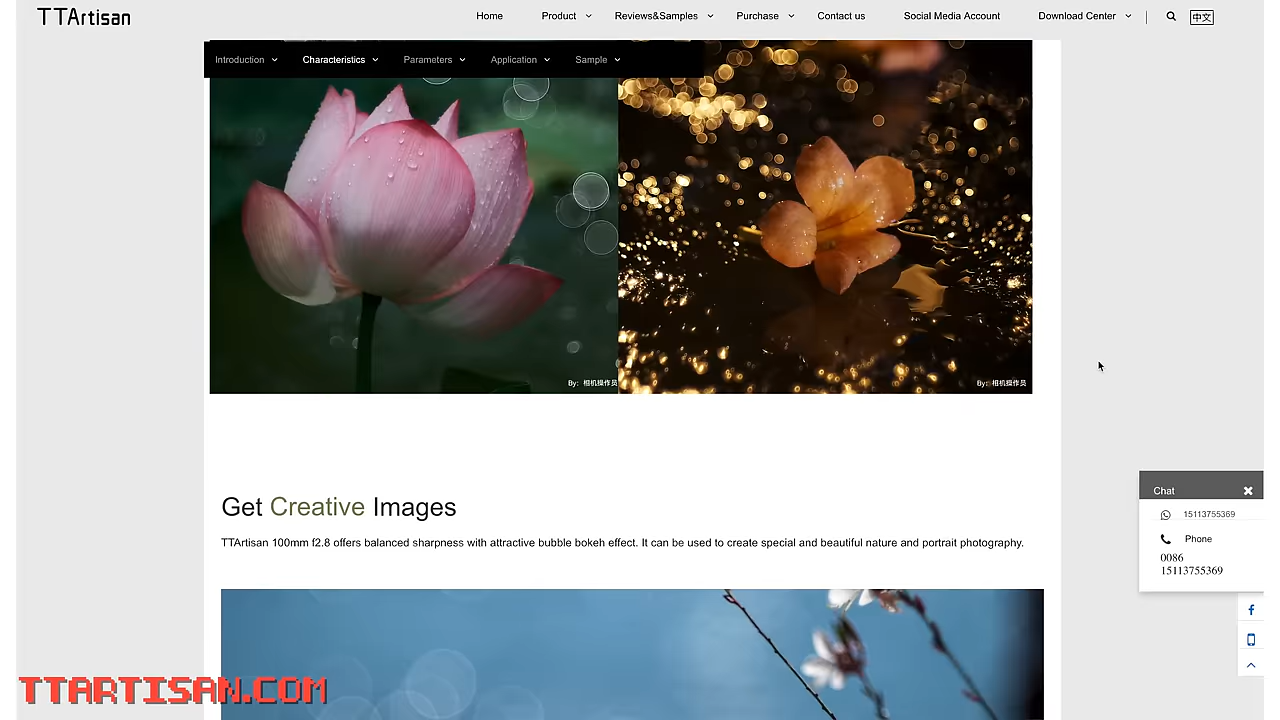 TTArtisan
Home Product Reviews&Samples Purchase Contact us Social Media Account Download Center 中文
Introduction Characteristics Parameters Application Sample
By: 相机操作员 By: 相机操作员
Get Creative Images
TTArtisan 100mm f2.8 offers balanced sharpness with attractive bubble bokeh effect. It can be used to create special and beautiful nature and portrait photography.
Chat
15113755369
Phone
0086
15113755369
TTARTISAN.COM